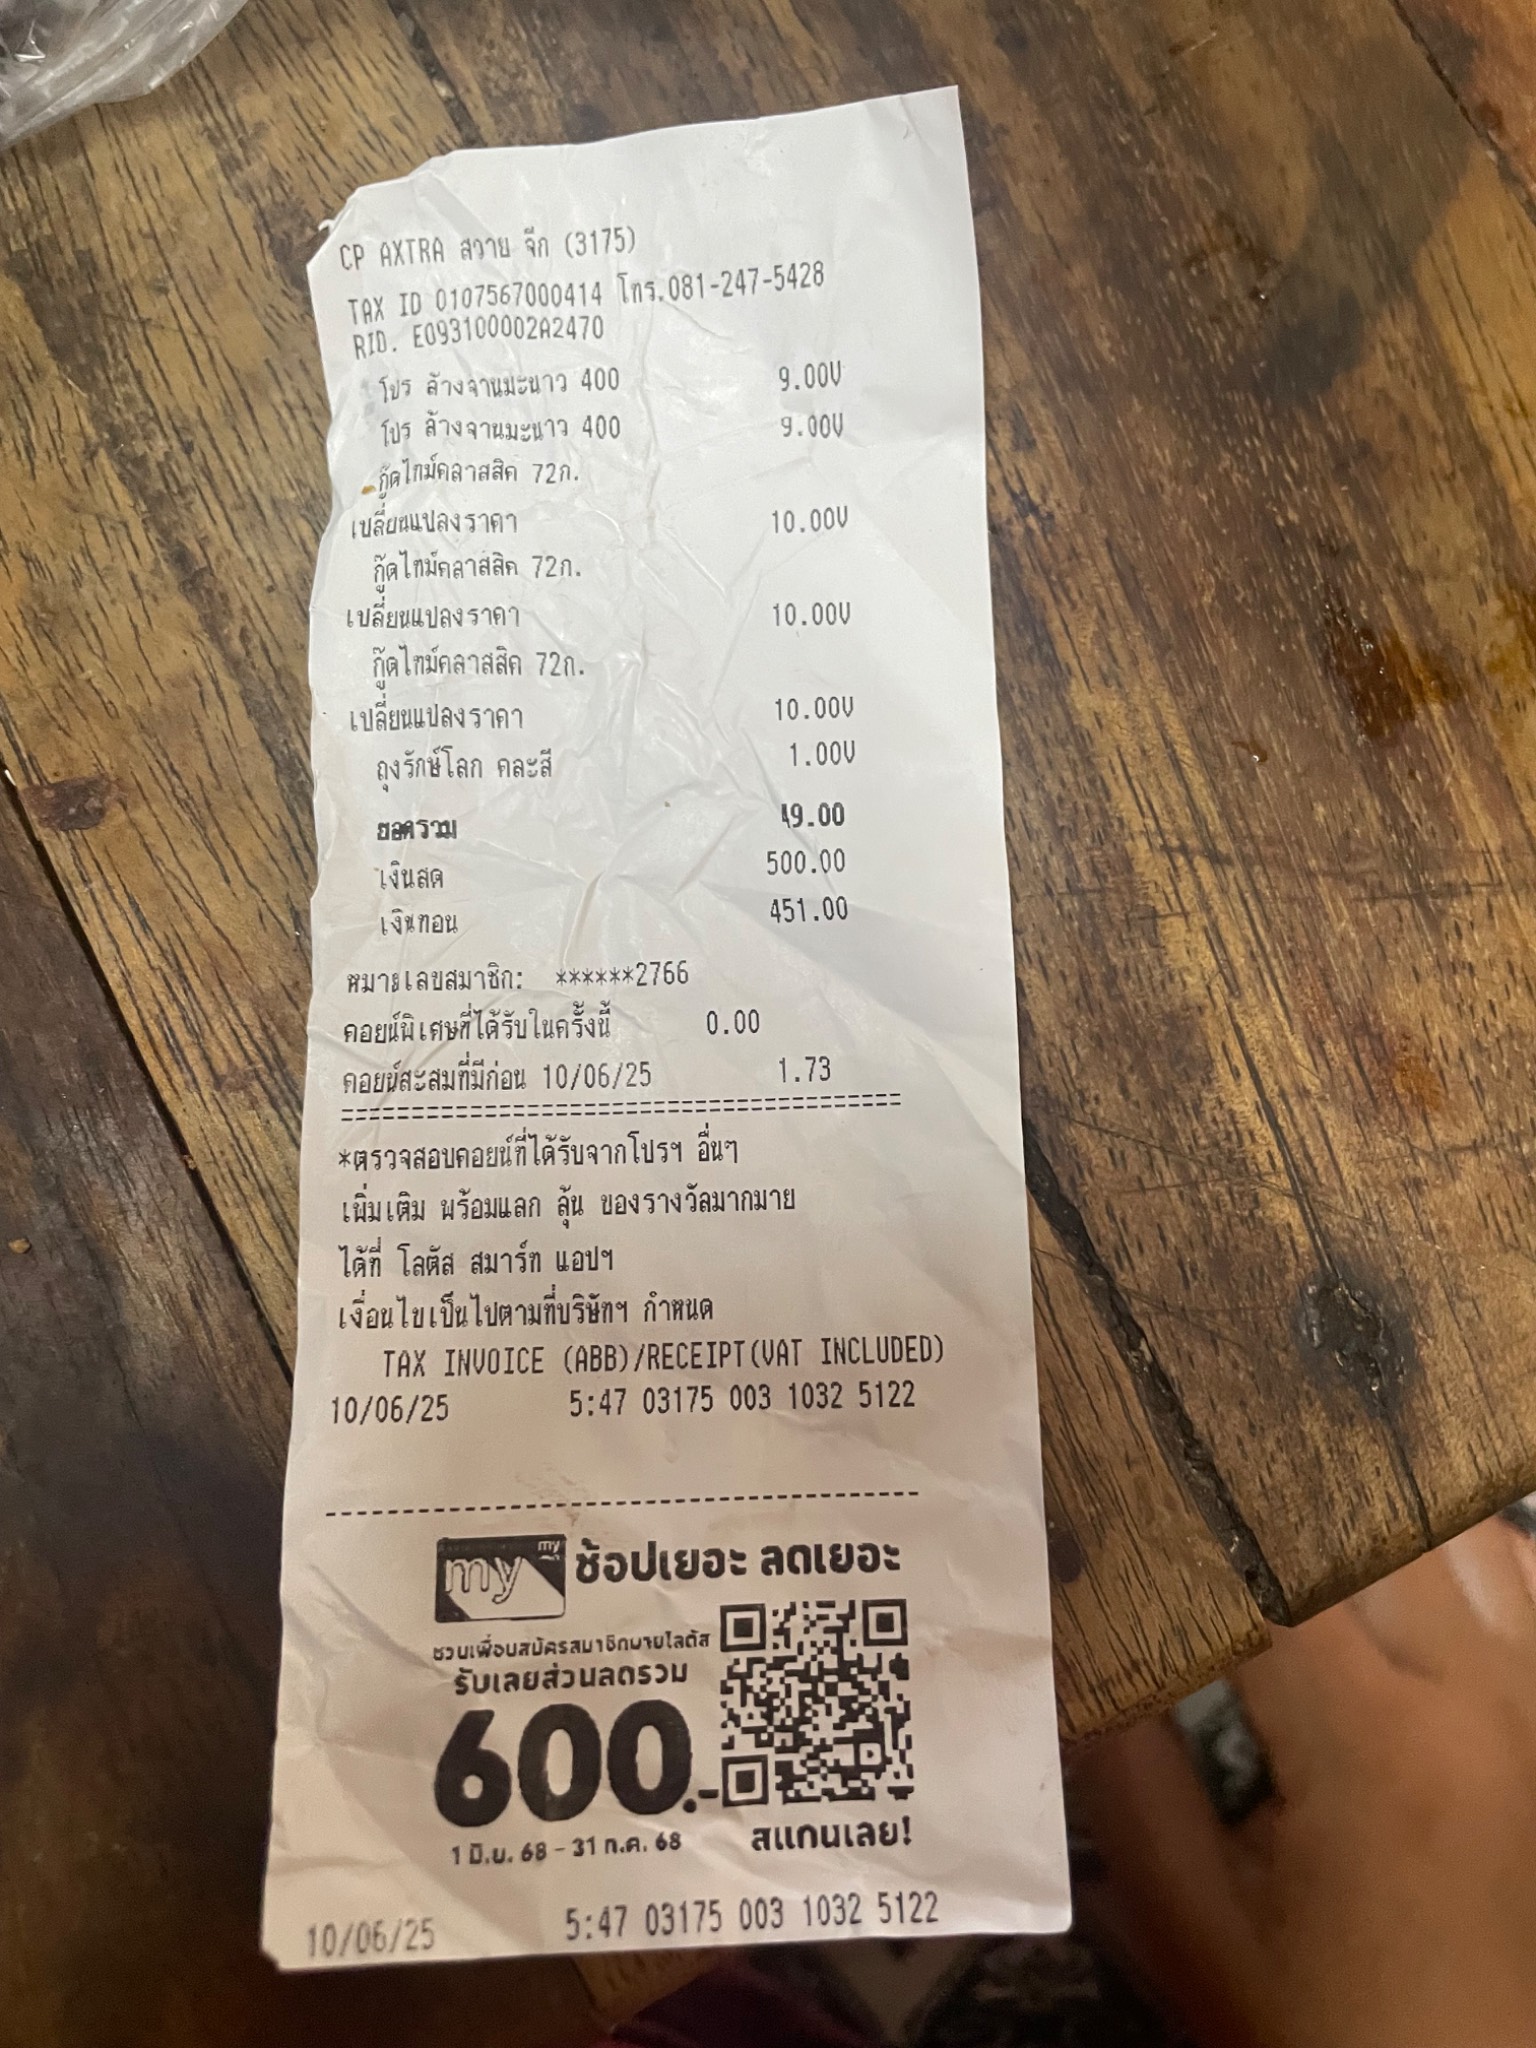 CP AXTRA สวาย จีก (3175)
TAX ID 0107567000414 โทร.081-247-5428
RID. E093100002A2470
โปร ล้างจานมะนาว 400 9.00V
โปร ล้างจานมะนาว 400 9.00V
กู๊ดไทม์คลาสสิค 72ก.
เปลี่ยนแปลงราคา 10.00V
กู๊ดไทม์คลาสสิค 72ก.
เปลี่ยนแปลงราคา 10.00V
กู๊ดไทม์คลาสสิค 72ก.
เปลี่ยนแปลงราคา 10.00V
ถุงรักษ์โลก คละสี 1.00V
ยอดรวม 49.00
เงินสด 500.00
เงินทอน 451.00
หมายเลขสมาชิก: ******2766
คอยน์พิเศษที่ได้รับในครั้งนี้ 0.00
คอยน์สะสมที่มีก่อน 10/06/25 1.73
======================================
*ตรวจสอบคอยน์ที่ได้รับจากโปรฯ อื่นๆ
เพิ่มเติม พร้อมแลก ลุ้น ของรางวัลมากมาย
ได้ที่ โลตัส สมาร์ท แอปฯ
เงื่อนไขเป็นไปตามที่บริษัทฯ กำหนด
TAX INVOICE (ABB)/RECEIPT(VAT INCLUDED)
10/06/25 5:47 03175 003 1032 5122
my my ช้อปเยอะ ลดเยอะ
ชวนเพื่อนสมัครสมาชิกมายโลตัส
รับเลยส่วนลดรวม
600.-
1 มิ.ย. 68 - 31 ก.ค. 68 สแกนเลย!
10/06/25 5:47 03175 003 1032 5122